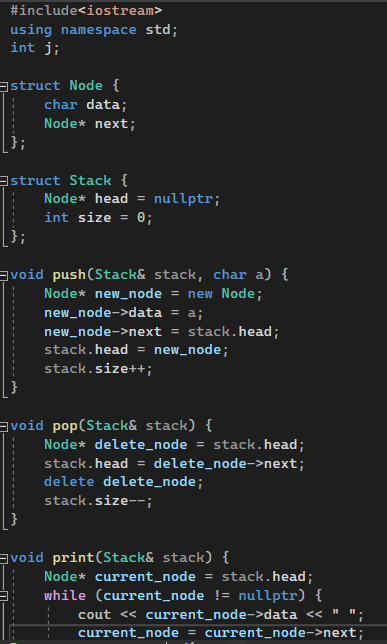 #include<iostream>
using namespace std;
int j;
struct Node {
    char data;
    Node* next;
};
struct Stack {
    Node* head = nullptr;
    int size = 0;
};
void push(Stack& stack, char a) {
    Node* new_node = new Node;
    new_node->data = a;
    new_node->next = stack.head;
    stack.head = new_node;
    stack.size++;
}
void pop(Stack& stack) {
    Node* delete_node = stack.head;
    stack.head = delete_node->next;
    delete delete_node;
    stack.size--;
}
void print(Stack& stack) {
    Node* current_node = stack.head;
    while (current_node != nullptr) {
        cout << current_node->data << " ";
        current_node = current_node->next;